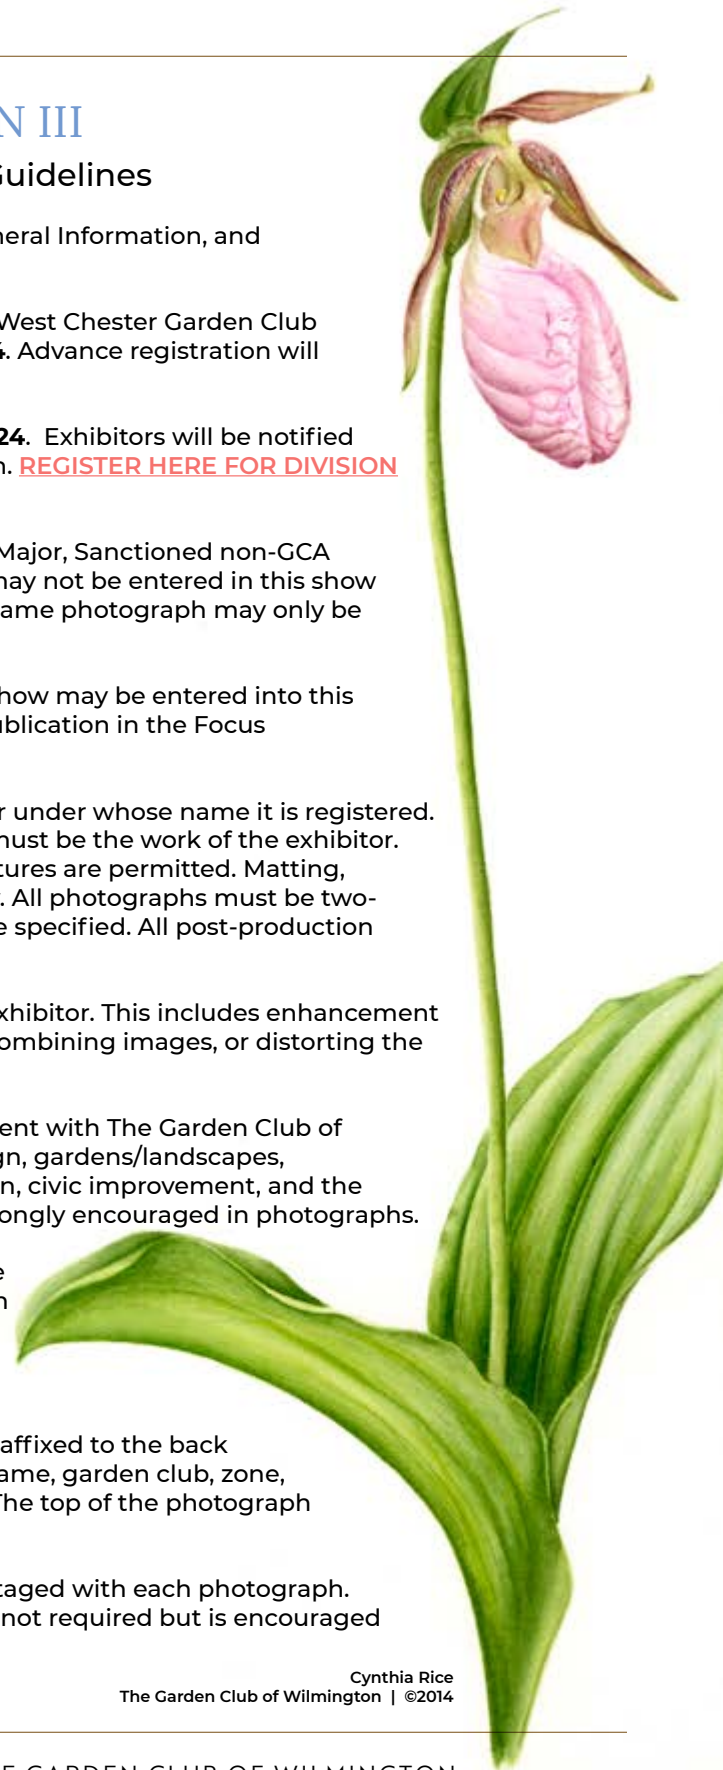 N III
Guidelines
neral Information, and
West Chester Garden Club
4. Advance registration will
24. Exhibitors will be notified
n. REGISTER HERE FOR DIVISION
Major, Sanctioned non-GCA
may not be entered in this show
ame photograph may only be
how may be entered into this
ublication in the Focus
r under whose name it is registered.
must be the work of the exhibitor.
tures are permitted. Matting,
. All photographs must be two-
e specified. All post-production
xhibitor. This includes enhancement
ombining images, or distorting the
ent with The Garden Club of
gn, gardens/landscapes,
n, civic improvement, and the
ongly encouraged in photographs.
e
n
affixed to the back
ame, garden club, zone,
The top of the photograph
taged with each photograph.
not required but is encouraged
Cynthia Rice
The Garden Club of Wilmington | ©2014
E GARDEN CLUB OF WILMINGTON